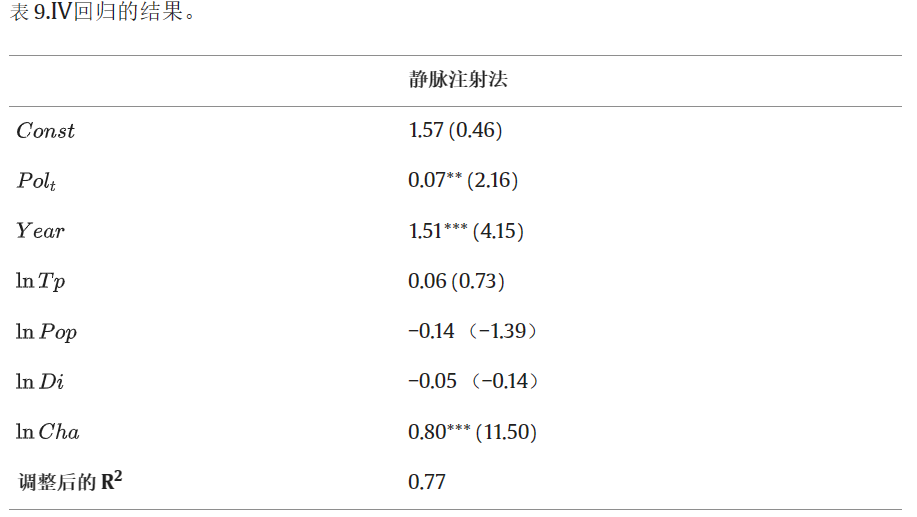 表 9.IV回归的结果。
静脉注射法
Const 1.57 (0.46)
Polₜ 0.07** (2.16)
Year 1.51*** (4.15)
ln Tp 0.06 (0.73)
ln Pop −0.14 （−1.39）
ln Di −0.05 （−0.14）
ln Cha 0.80*** (11.50)
调整后的 R² 0.77